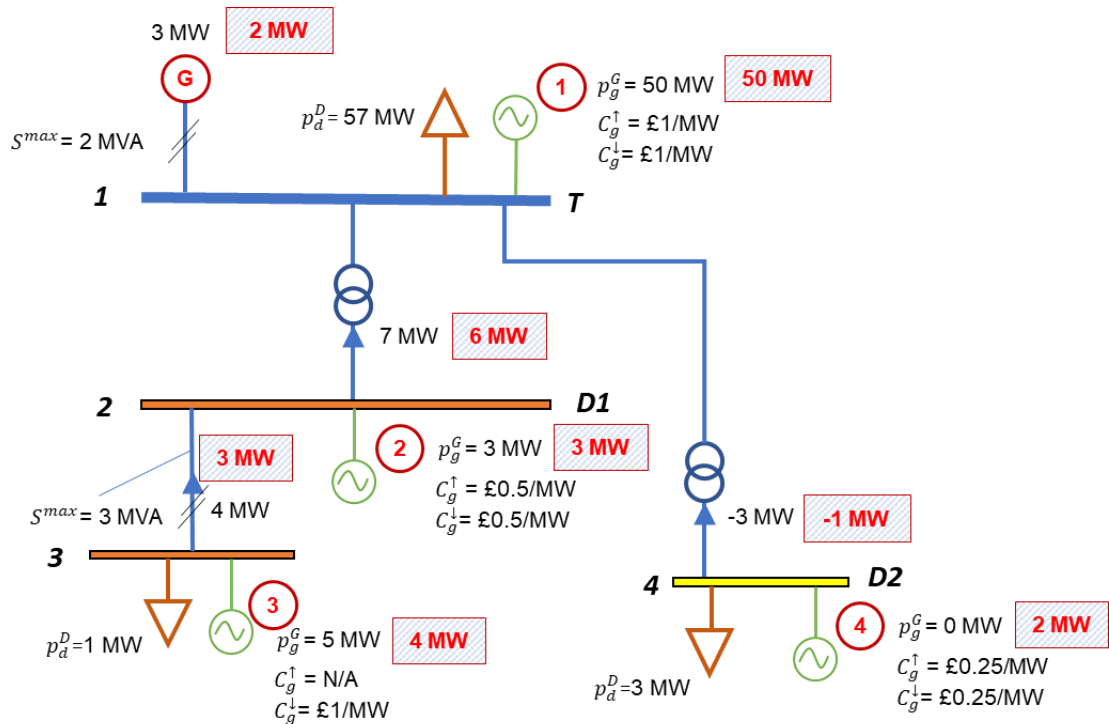 3 MW
2 MW
G
S^max = 2 MVA
p_d^D = 57 MW
1
p_g^G = 50 MW
50 MW
C_g^↑ = £1/MW
C_g^↓ = £1/MW
1
T
7 MW
6 MW
2
D1
3 MW
S^max = 3 MVA
4 MW
2
p_g^G = 3 MW
3 MW
C_g^↑ = £0.5/MW
C_g^↓ = £0.5/MW
-3 MW
-1 MW
3
4
D2
p_d^D=1 MW
3
p_g^G = 5 MW
4 MW
C_g^↑ = N/A
C_g^↓ = £1/MW
p_d^D=3 MW
4
p_g^G = 0 MW
2 MW
C_g^↑ = £0.25/MW
C_g^↓ = £0.25/MW